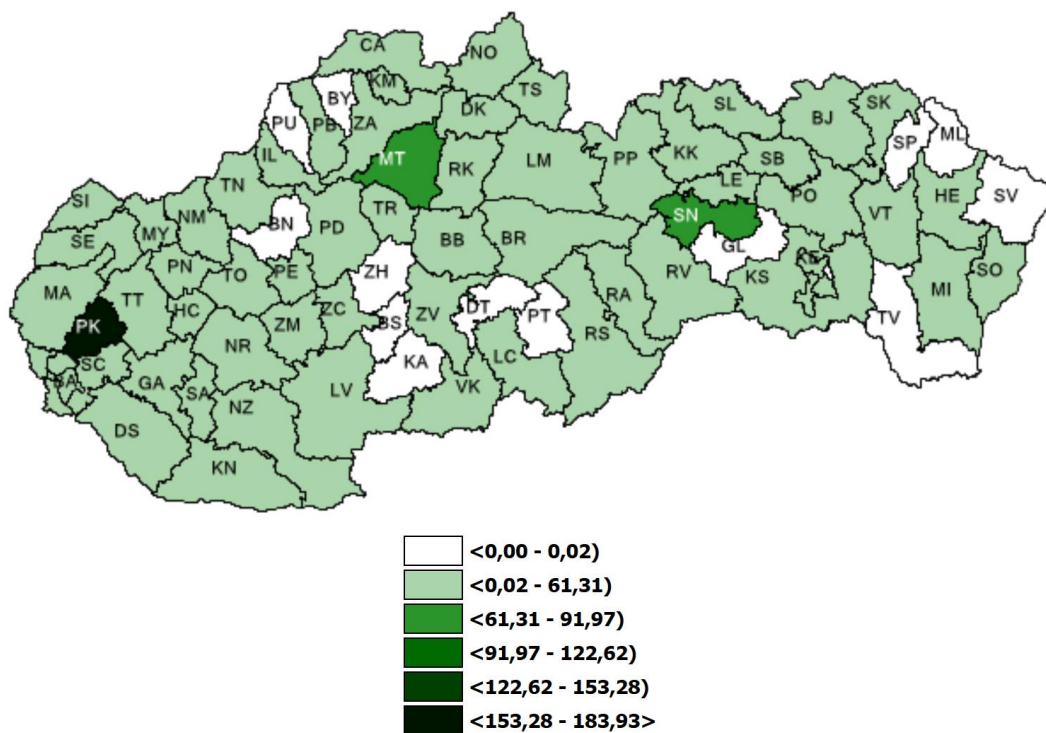 CA
NO
KM
BY
TS
PU
PB
ZA
DK
SL
SK
BJ
SP
ML
IL
MT
RK
LM
PP
KK
SB
TN
LE
HE
SV
SI
NM
BN
PD
TR
SN
PO
VT
SE
MY
BB
BR
GL
PN
TO
PE
ZH
RV
KS
KE
SO
MA
TT
HC
ZM
ZC
BS
ZV
DT
PT
RA
MI
TV
PK
NR
KA
LC
RS
SC
BA
GA
SA
NZ
LV
VK
DS
KN
<0,00 - 0,02)
<0,02 - 61,31)
<61,31 - 91,97)
<91,97 - 122,62)
<122,62 - 153,28)
<153,28 - 183,93>